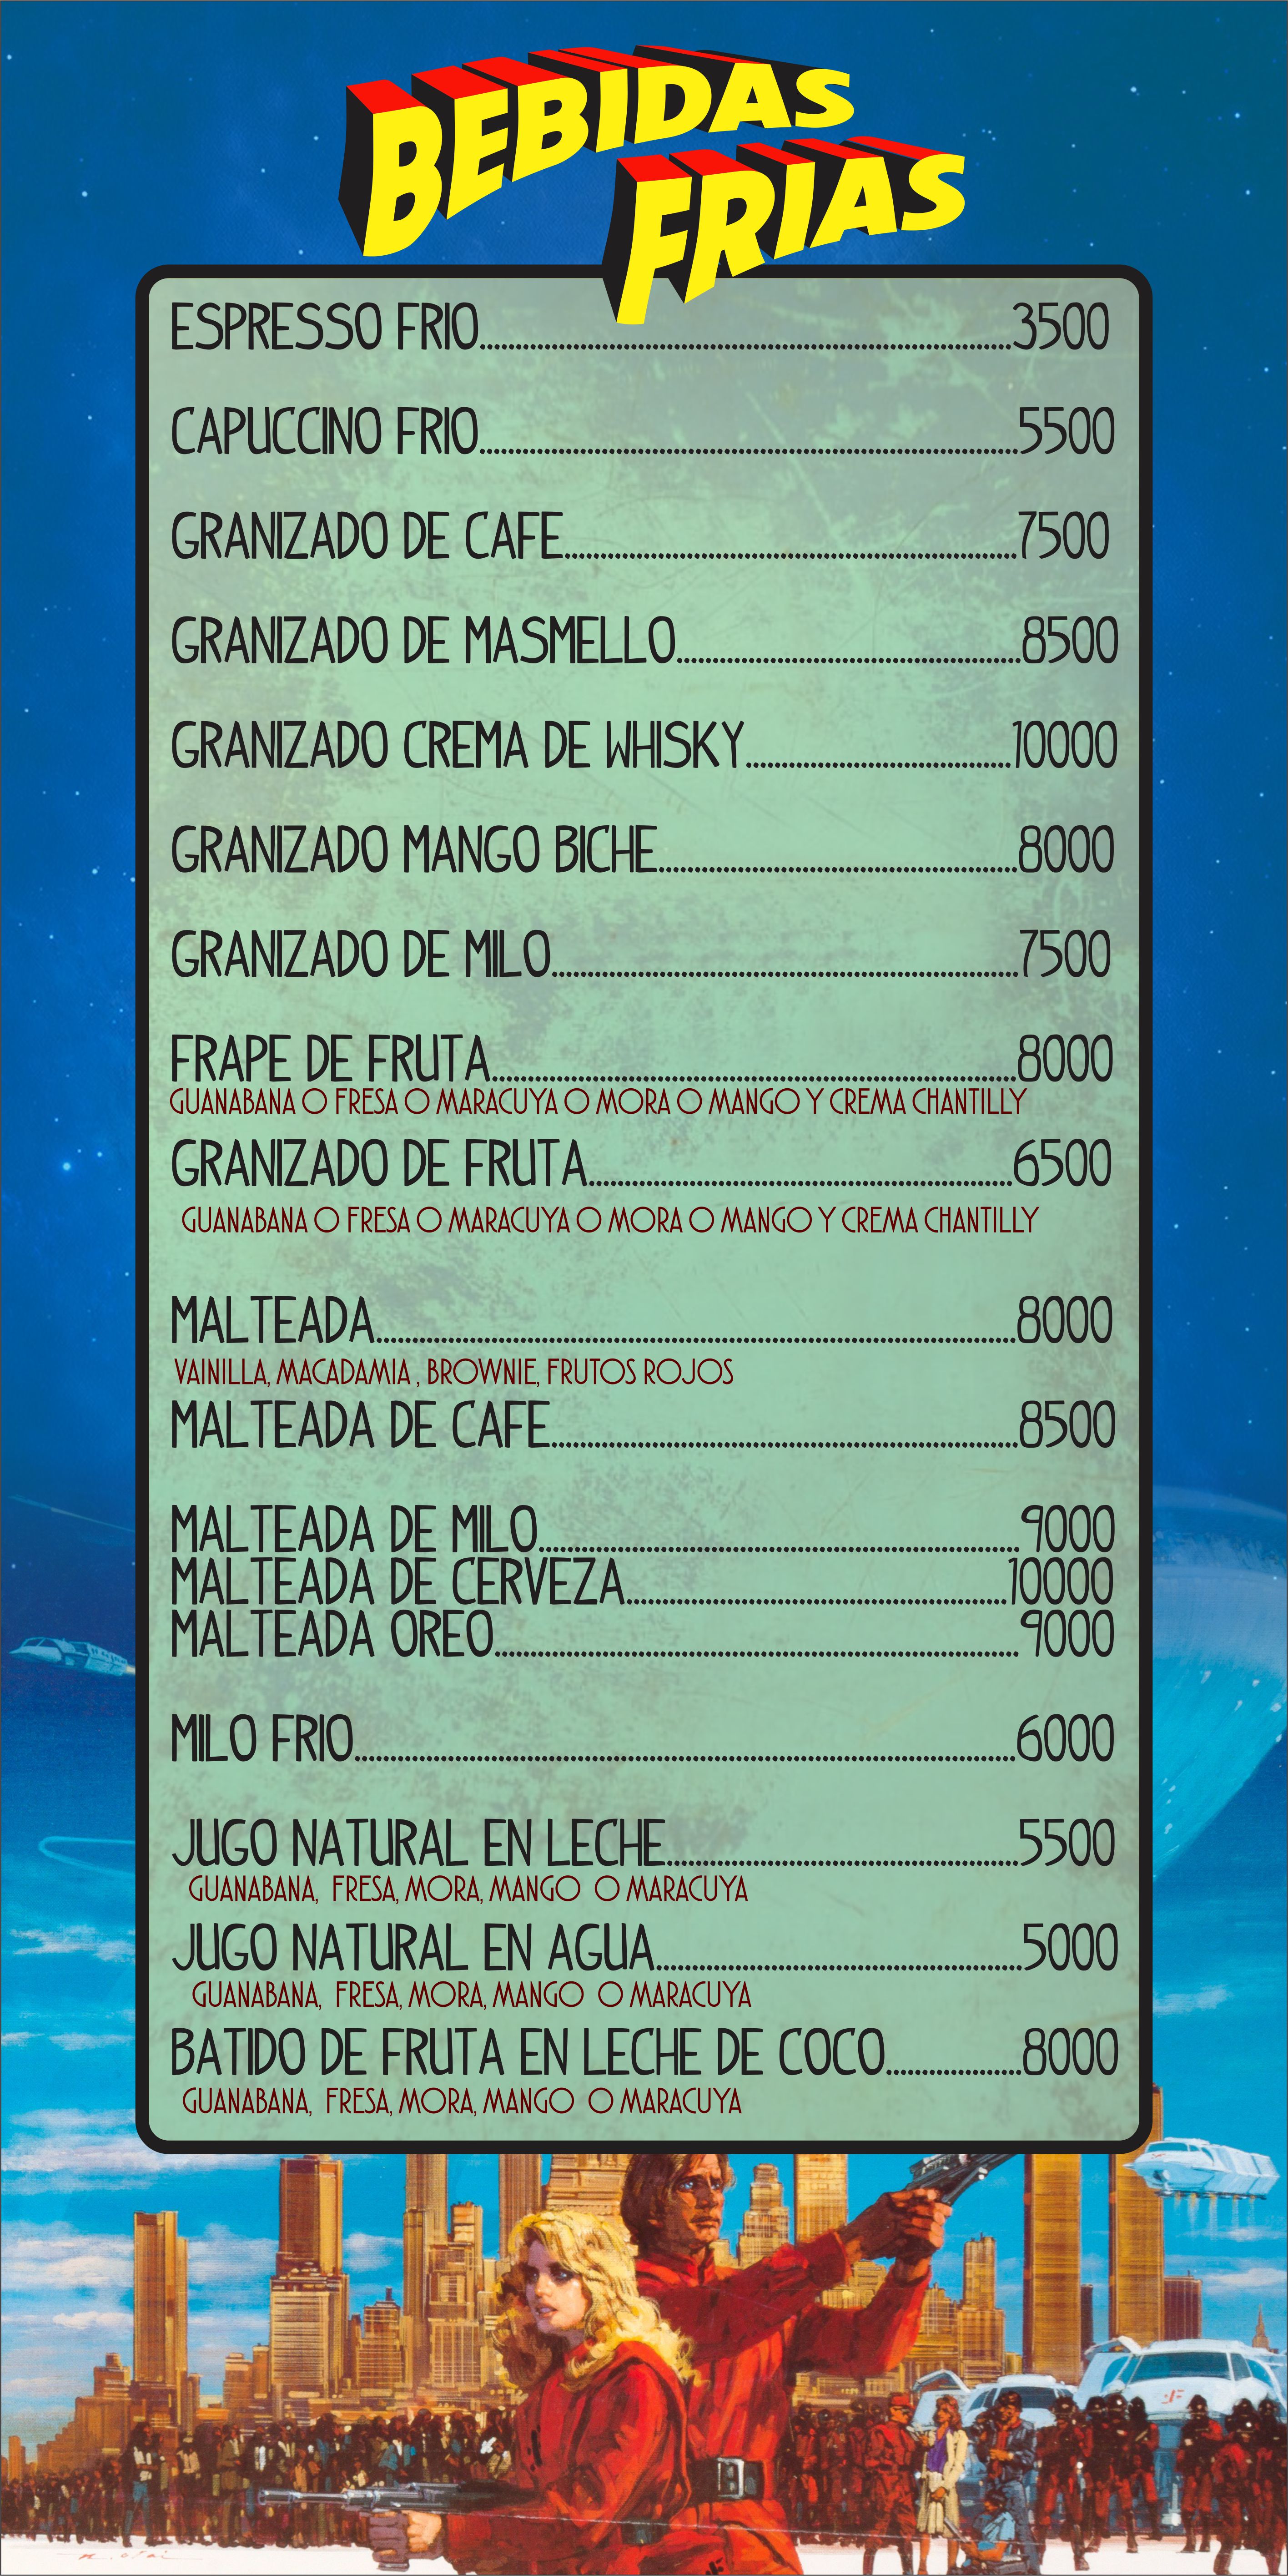 BEBIDAS
FRIAS
ESPRESSO FRIO..........3500
CAPUCCINO FRIO..........5500
GRANIZADO DE CAFE..........7500
GRANIZADO DE MASMELLO..........8500
GRANIZADO CREMA DE WHISKY..........10000
GRANIZADO MANGO BICHE..........8000
GRANIZADO DE MILO..........7500
FRAPE DE FRUTA..........8000
GUANABANA O FRESA O MARACUYA O MORA O MANGO Y CREMA CHANTILLY
GRANIZADO DE FRUTA..........6500
GUANABANA O FRESA O MARACUYA O MORA O MANGO Y CREMA CHANTILLY
MALTEADA..........8000
VAINILLA, MACADAMIA , BROWNIE, FRUTOS ROJOS
MALTEADA DE CAFE..........8500
MALTEADA DE MILO..........9000
MALTEADA DE CERVEZA..........10000
MALTEADA OREO..........9000
MILO FRIO..........6000
JUGO NATURAL EN LECHE..........5500
GUANABANA, FRESA, MORA, MANGO O MARACUYA
JUGO NATURAL EN AGUA..........5000
GUANABANA, FRESA, MORA, MANGO O MARACUYA
BATIDO DE FRUTA EN LECHE DE COCO..........8000
GUANABANA, FRESA, MORA, MANGO O MARACUYA